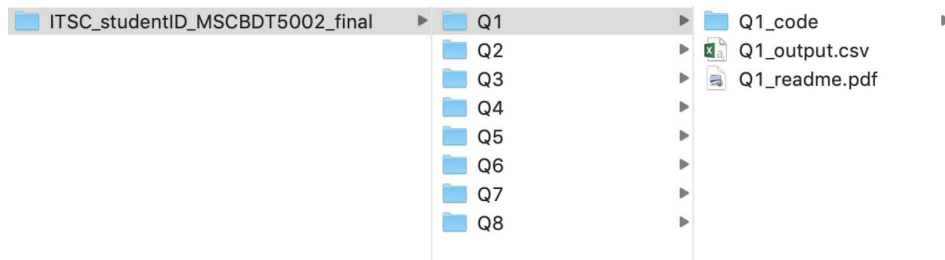 ITSC_studentID_MSCBDT5002_final
Q1
Q2
Q3
Q4
Q5
Q6
Q7
Q8
Q1_code
Q1_output.csv
Q1_readme.pdf